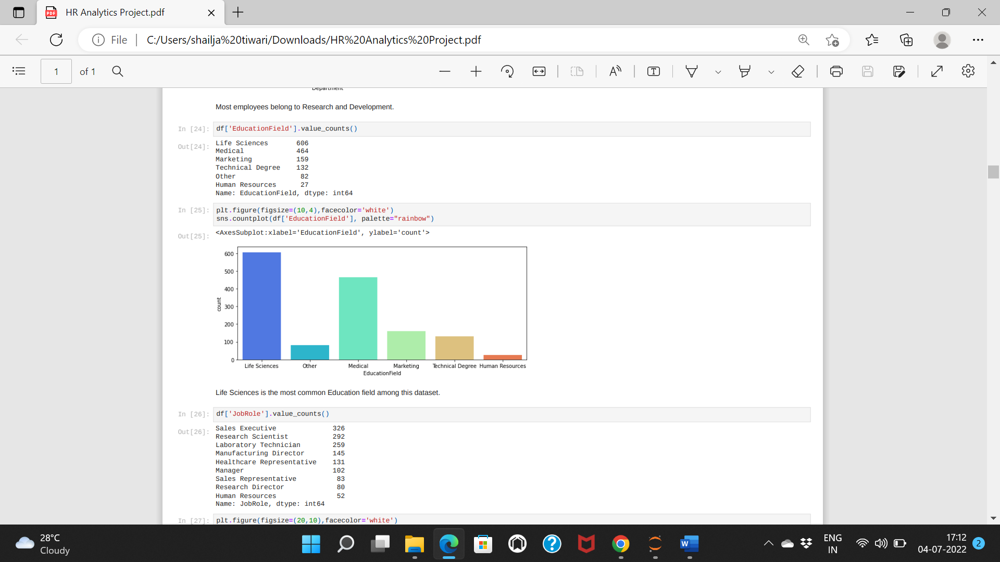 HR Analytics Project.pdf
File | C:/Users/shailja%20tiwari/Downloads/HR%20Analytics%20Project.pdf
1 of 1
Department
Most employees belong to Research and Development.
In [24]: df['EducationField'].value_counts()
Out[24]: Life Sciences 606
Medical 464
Marketing 159
Technical Degree 132
Other 82
Human Resources 27
Name: EducationField, dtype: int64
In [25]: plt.figure(figsize=(10,4),facecolor='white')
sns.countplot(df['EducationField'], palette="rainbow")
Out[25]: <AxesSubplot:xlabel='EducationField', ylabel='count'>
600
500
400
300
200
100
0
count
Life Sciences Other Medical Marketing Technical Degree Human Resources
EducationField
Life Sciences is the most common Education field among this dataset.
In [26]: df['JobRole'].value_counts()
Out[26]: Sales Executive 326
Research Scientist 292
Laboratory Technician 259
Manufacturing Director 145
Healthcare Representative 131
Manager 102
Sales Representative 83
Research Director 80
Human Resources 52
Name: JobRole, dtype: int64
In [27]: plt.figure(figsize=(20,10),facecolor='white')
28°C
Cloudy
ENG
IN
17:12
04-07-2022
2